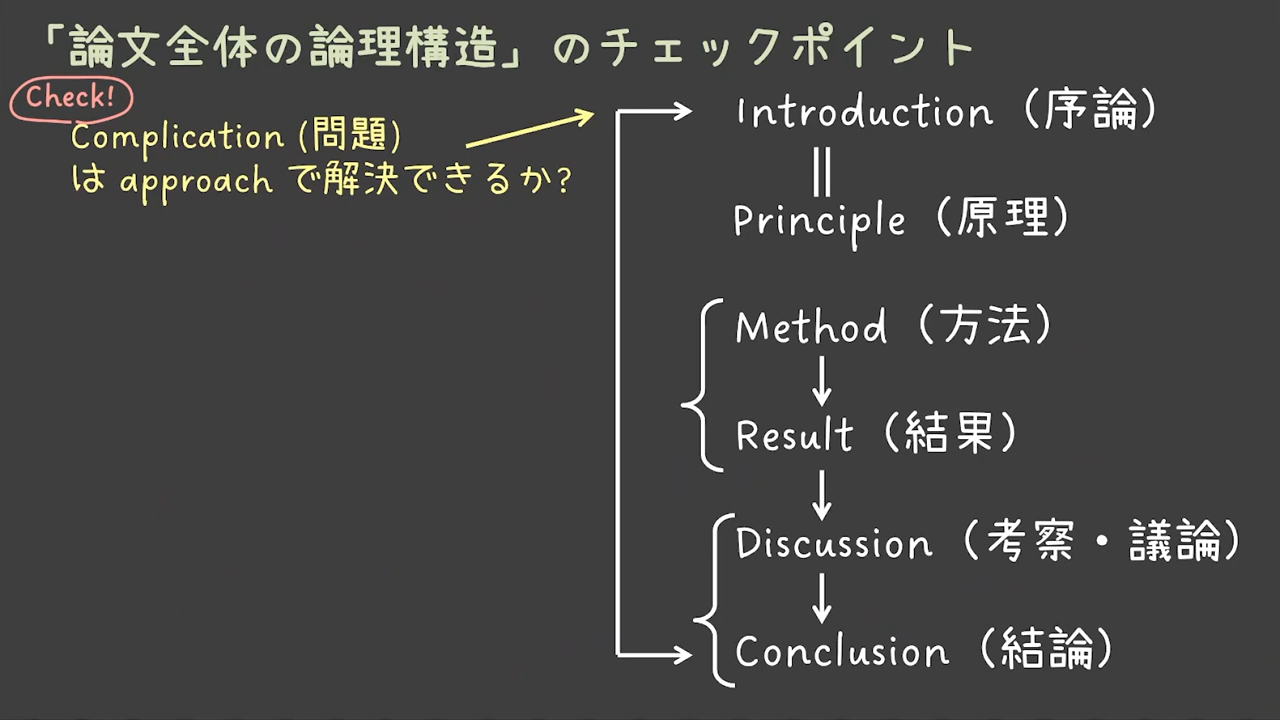 「論文全体の論理構造」のチェックポイント
Check!
Complication (問題)
は approach で解決できるか?
Introduction（序論）
Principle（原理）
Method（方法）
Result（結果）
Discussion（考察・議論）
Conclusion（結論）